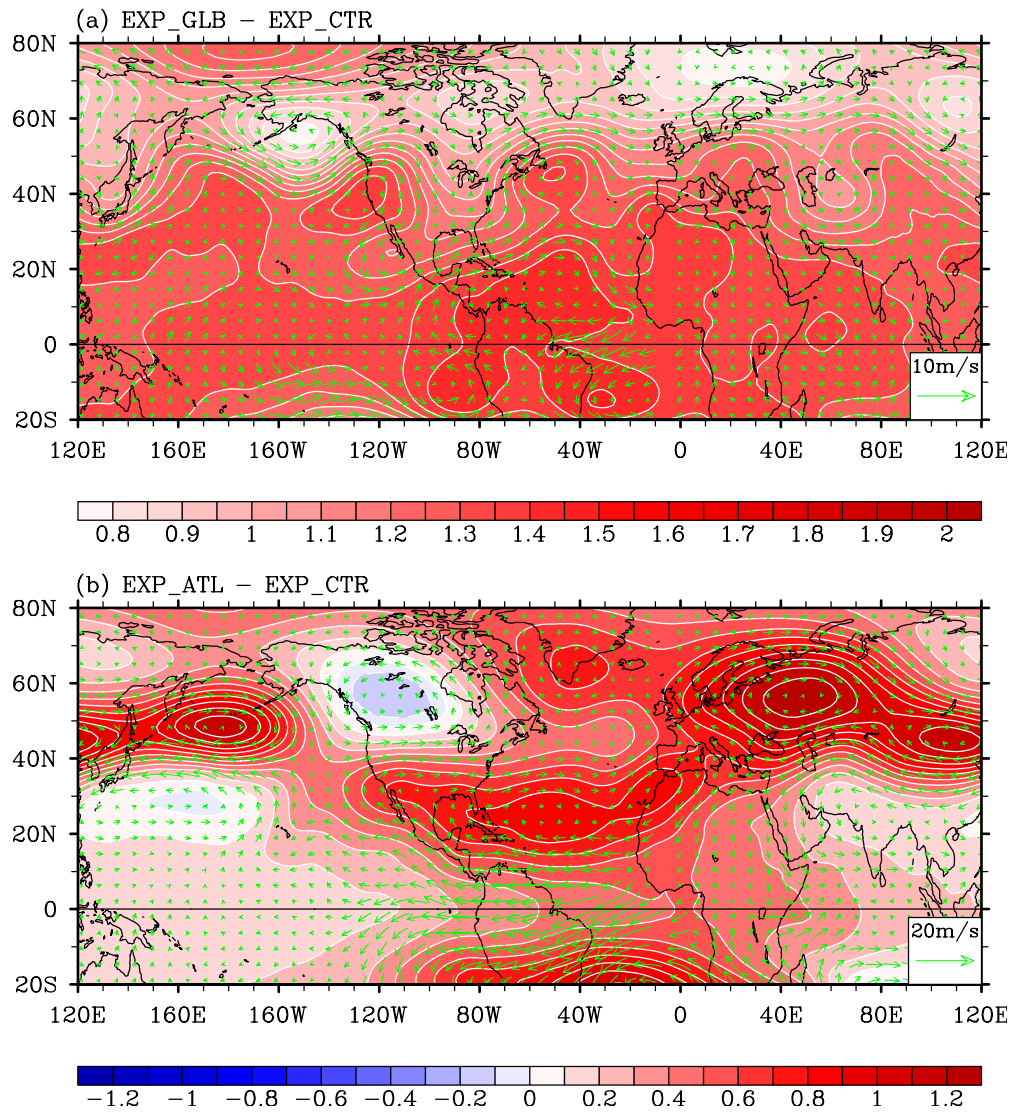 (a) EXP_GLB − EXP_CTR
80N
60N
40N
20N
0
20S
10m/s
120E 160E 160W 120W 80W 40W 0 40E 80E 120E
0.8 0.9 1 1.1 1.2 1.3 1.4 1.5 1.6 1.7 1.8 1.9 2
(b) EXP_ATL − EXP_CTR
80N
60N
40N
20N
0
20S
20m/s
120E 160E 160W 120W 80W 40W 0 40E 80E 120E
−1.2 −1 −0.8 −0.6 −0.4 −0.2 0 0.2 0.4 0.6 0.8 1 1.2